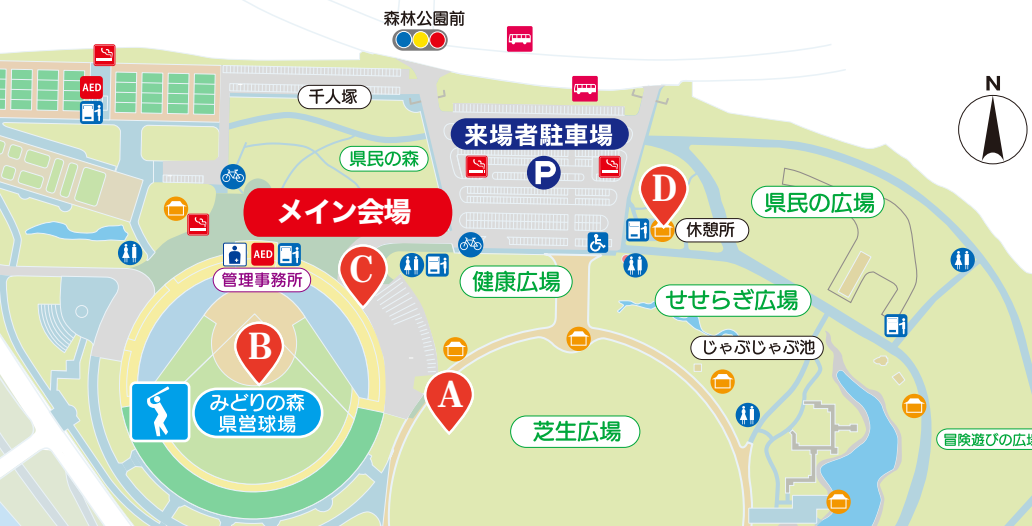 森林公園前
N
AED
千人塚
来場者駐車場
県民の森
P
D
県民の広場
メイン会場
休憩所
AED
管理事務所
C
健康広場
せせらぎ広場
B
じゃぶじゃぶ池
A
みどりの森
県営球場
芝生広場
冒険遊びの広場